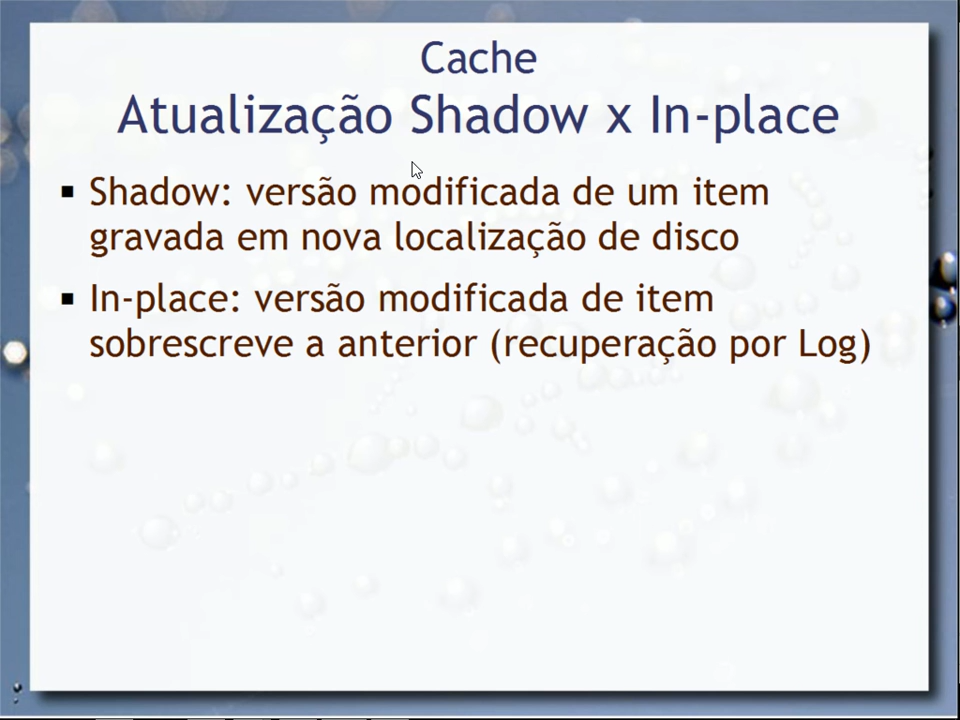 Cache
Atualização Shadow x In-place
▪ Shadow: versão modificada de um item
gravada em nova localização de disco
▪ In-place: versão modificada de item
sobrescreve a anterior (recuperação por Log)